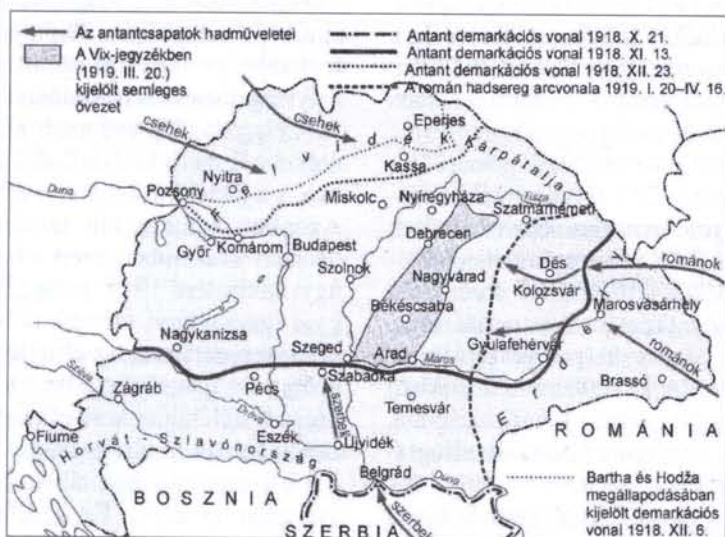 Az antantcsapatok hadműveletei
A Vix-jegyzékben
(1919. III. 20.)
kijelölt semleges
övezet
Antant demarkációs vonal 1918. X. 21.
Antant demarkációs vonal 1918. XI. 13.
Antant demarkációs vonal 1918. XII. 23.
A román hadsereg arcvonala 1919. I. 20–IV. 16.
csehek
csehek
Eperjes
Kassa
Kárpátalja
Felvidék
Nyitra
Pozsony
Duna
Miskolc
Nyíregyháza
Tisza
Szatmárnémeti
Győr
Komárom
Budapest
Debrecen
Szolnok
Nagyvárad
Dés
Kolozsvár
románok
Békéscsaba
Marosvásárhely
Nagykanizsa
Szeged
Arad
Maros
Gyulafehérvár
románok
Erdély
Száva
Zágráb
Pécs
Szabadka
Temesvár
Brassó
Dráva
szerbek
Fiume
Eszék
Újvidék
ROMÁNIA
Horvát-Szlavónország
Belgrád
Duna
BOSZNIA
SZERBIA
szerbek
Bartha és Hodža
megállapodásában
kijelölt demarkációs
vonal 1918. XII. 6.